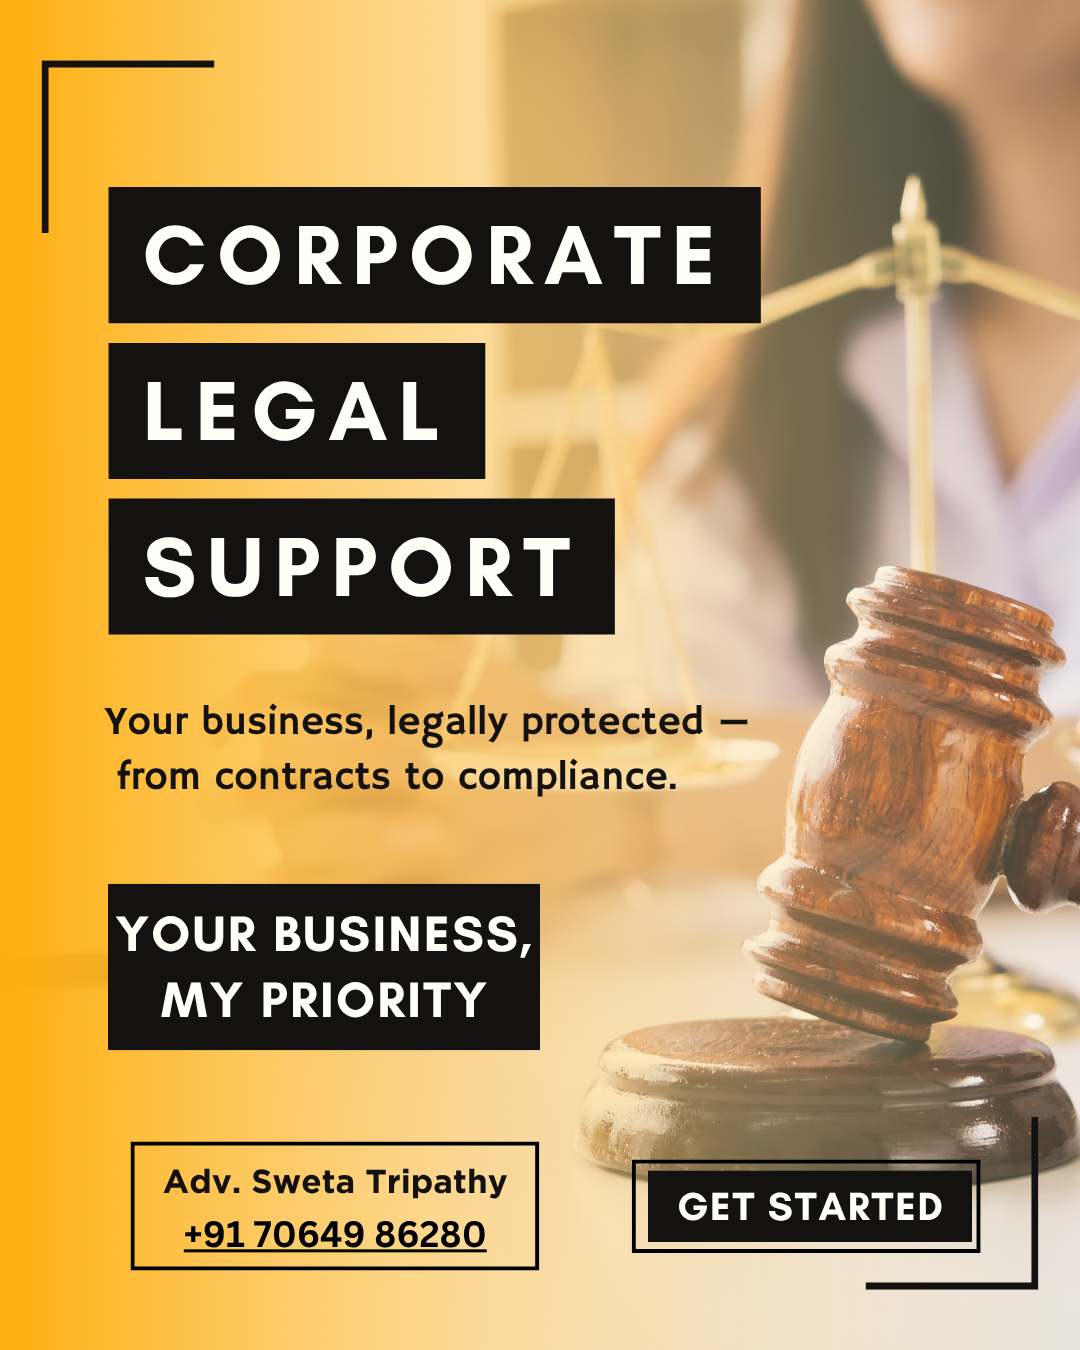 CORPORATE
LEGAL
SUPPORT
Your business, legally protected —
from contracts to compliance.
YOUR BUSINESS,
MY PRIORITY
Adv. Sweta Tripathy
+91 70649 86280
GET STARTED